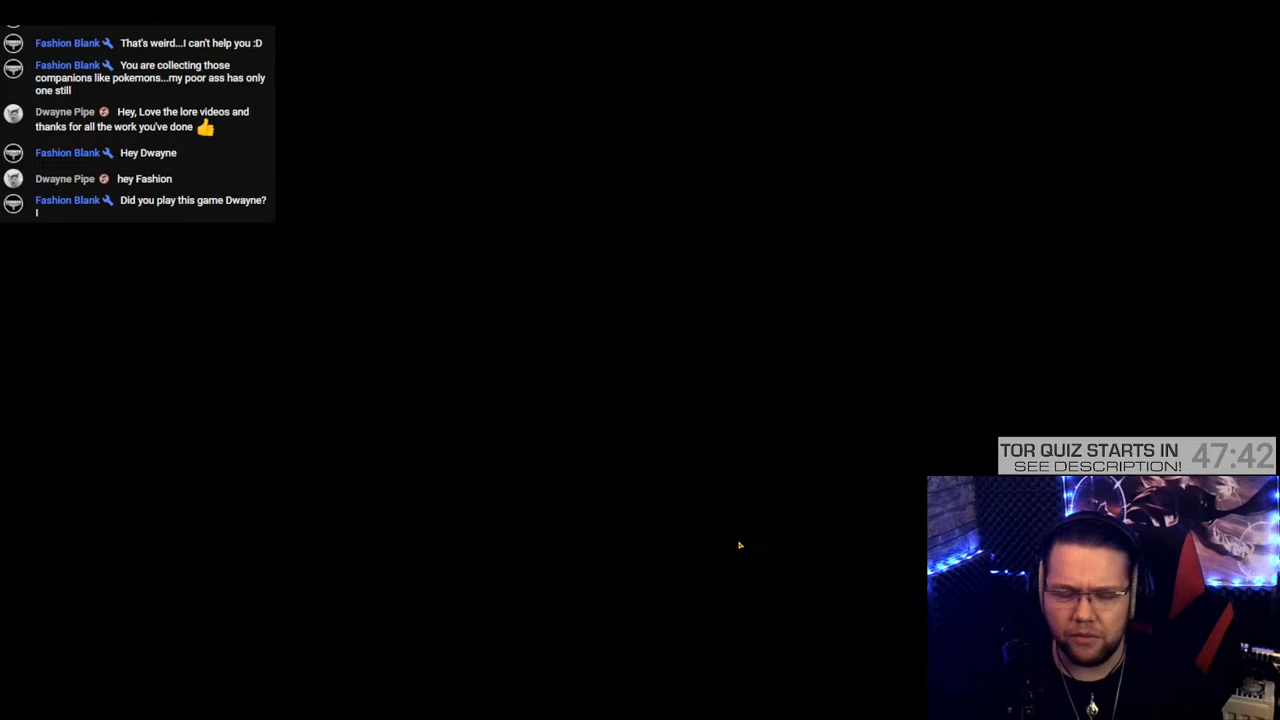 Fashion Blank That's weird...I can't help you :D
Fashion Blank You are collecting those
companions like pokemons...my poor ass has only
one still
Dwayne Pipe Hey, Love the lore videos and
thanks for all the work you've done 👍
Fashion Blank Hey Dwayne
Dwayne Pipe hey Fashion
Fashion Blank Did you play this game Dwayne?
I
TOR QUIZ STARTS IN 47:42
SEE DESCRIPTION!